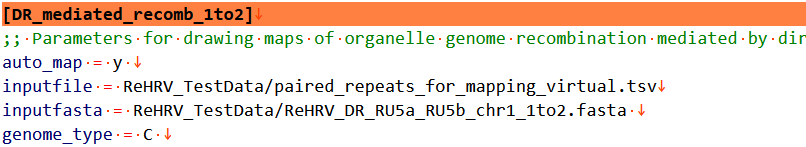 [DR_mediated_recomb_1to2]
;; Parameters for drawing maps of organelle genome recombination mediated by dir
auto_map = y
inputfile = ReHRV_TestData/paired_repeats_for_mapping_virtual.tsv
inputfasta = ReHRV_TestData/ReHRV_DR_RU5a_RU5b_chr1_1to2.fasta
genome_type = C